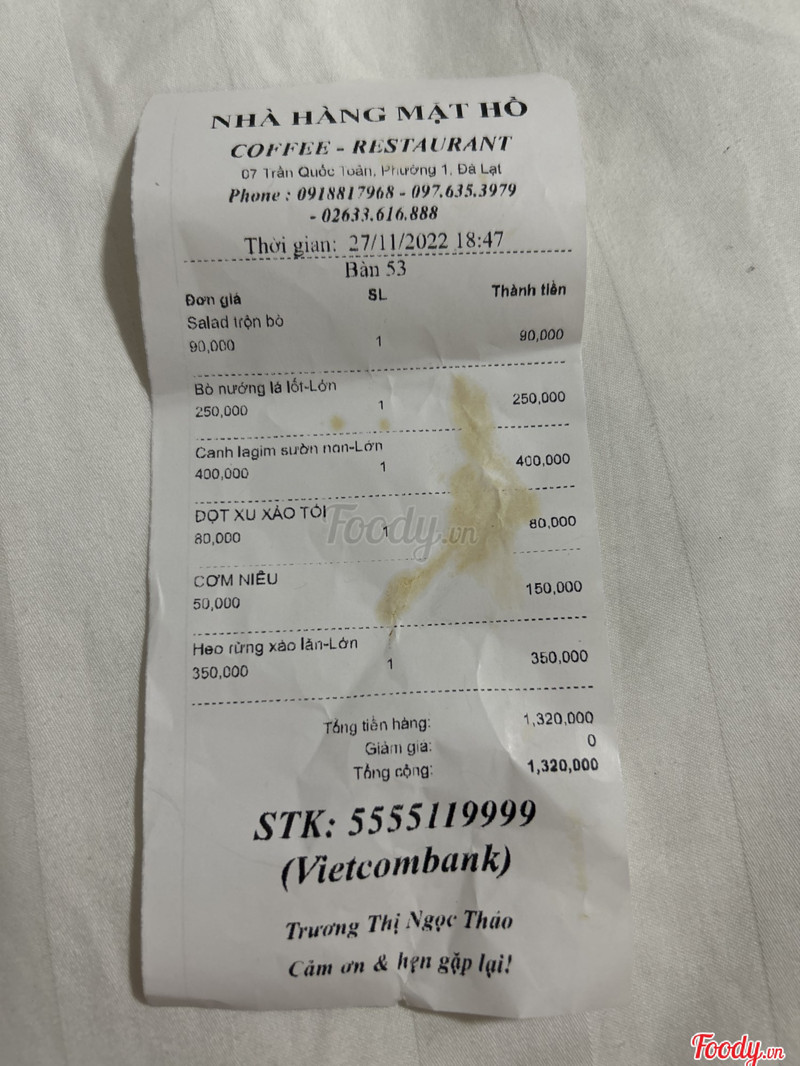 NHÀ HÀNG MẶT HỒ
COFFEE - RESTAURANT
07 Trần Quốc Toản, Phường 1, Đà Lạt
Phone : 0918817968 - 097.635.3979
- 02633.616.888
Thời gian: 27/11/2022 18:47
Bàn 53
Đơn giá SL Thành tiền
Salad trộn bò
90,000 1 90,000
Bò nướng lá lốt-Lớn
250,000 1 250,000
Canh lagim sườn non-Lớn
400,000 1 400,000
ĐỌT XU XÀO TỎI
80,000 1 80,000
CƠM NIÊU
50,000 150,000
Heo rừng xào lăn-Lớn
350,000 1 350,000
Tổng tiền hàng: 1,320,000
Giảm giá: 0
Tổng cộng: 1,320,000
STK: 5555119999
(Vietcombank)
Trương Thị Ngọc Thảo
Cảm ơn & hẹn gặp lại!
Foody.vn
Foody.vn